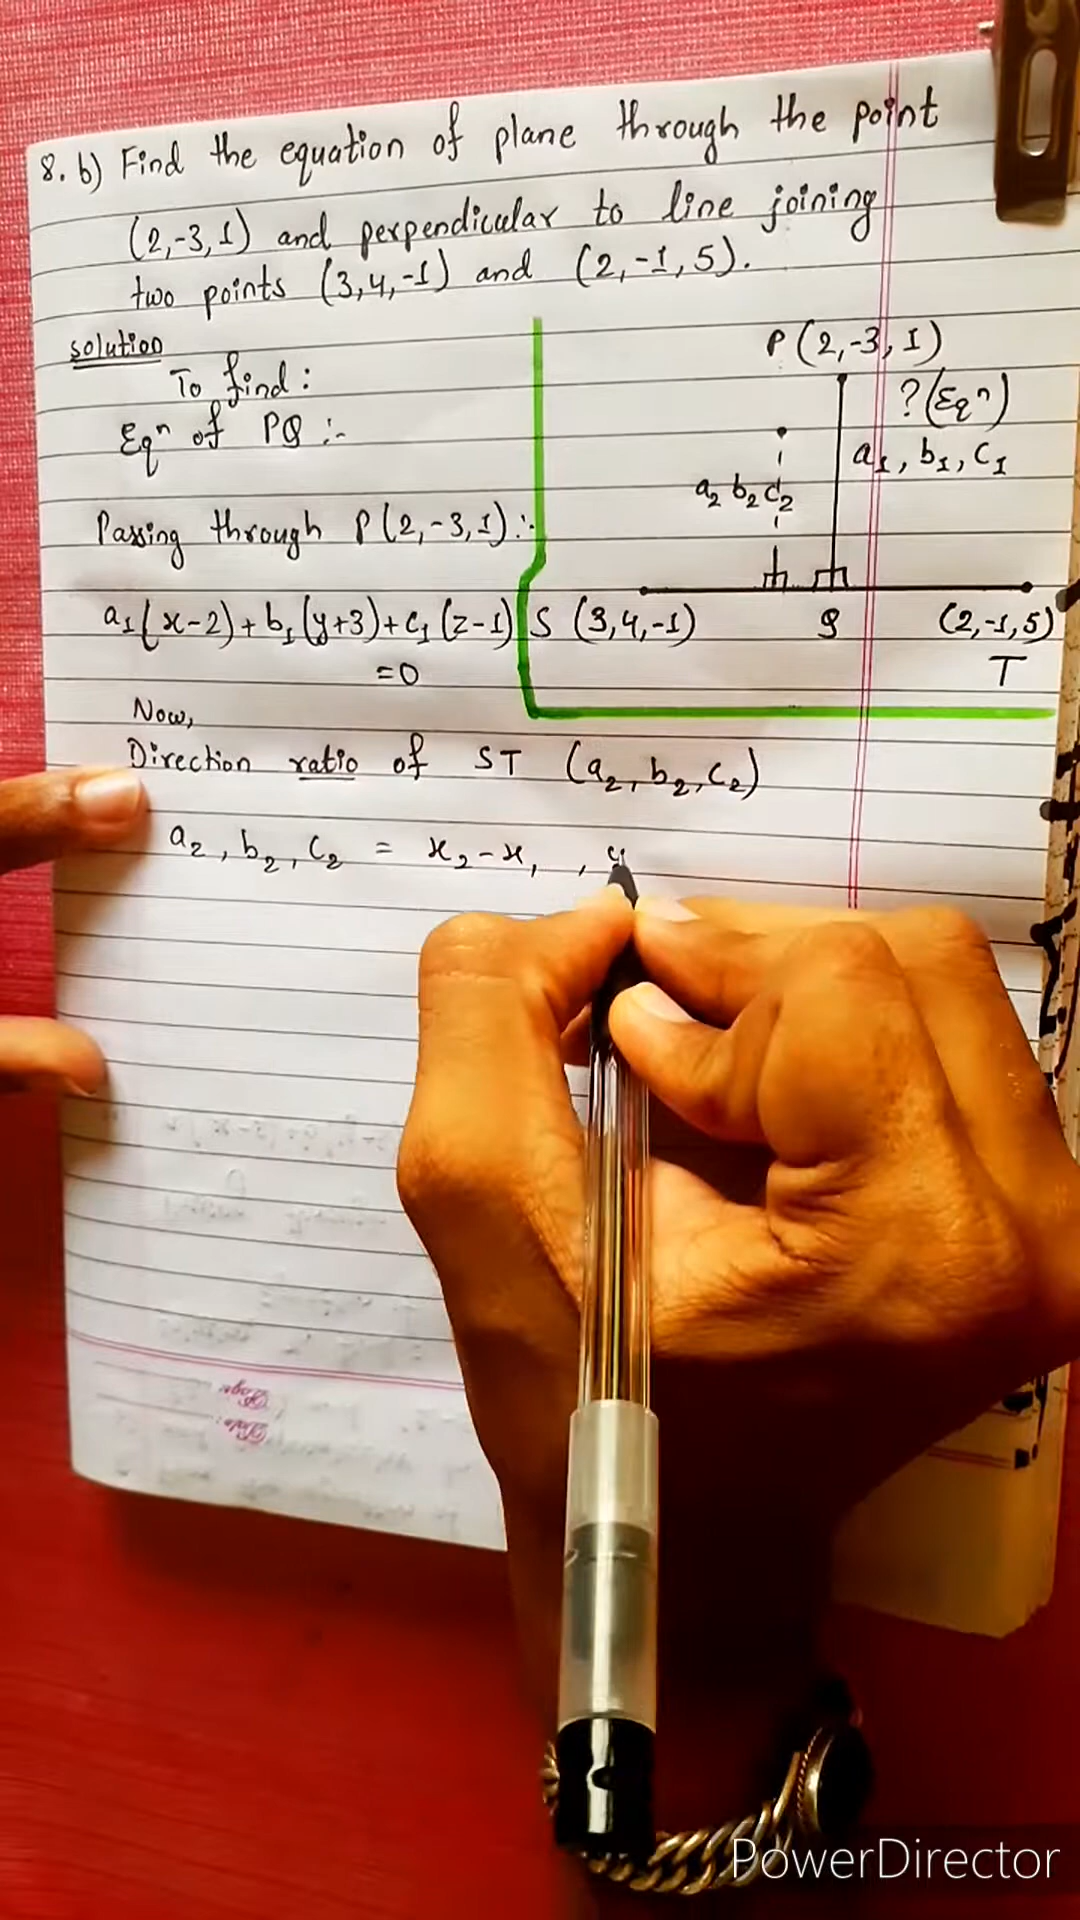 8. b) Find the equation of plane through the point
(2,-3,1) and perpendicular to line joining
two points (3,4,-1) and (2,-1,5).
solution
To find :
Eqⁿ of PQ :-
Passing through P(2,-3,1) :-
a₁(x-2)+b₁(y+3)+c₁(z-1)
=0
P (2,-3,1)
? (Eqⁿ)
a₁, b₁, c₁
a₂ b₂ c₂
S (3,4,-1) Q (2,-1,5)
T
Now,
Direction ratio of ST (a₂, b₂, c₂)
a₂, b₂, c₂ = x₂-x₁ , y
Page:
Date:
PowerDirector